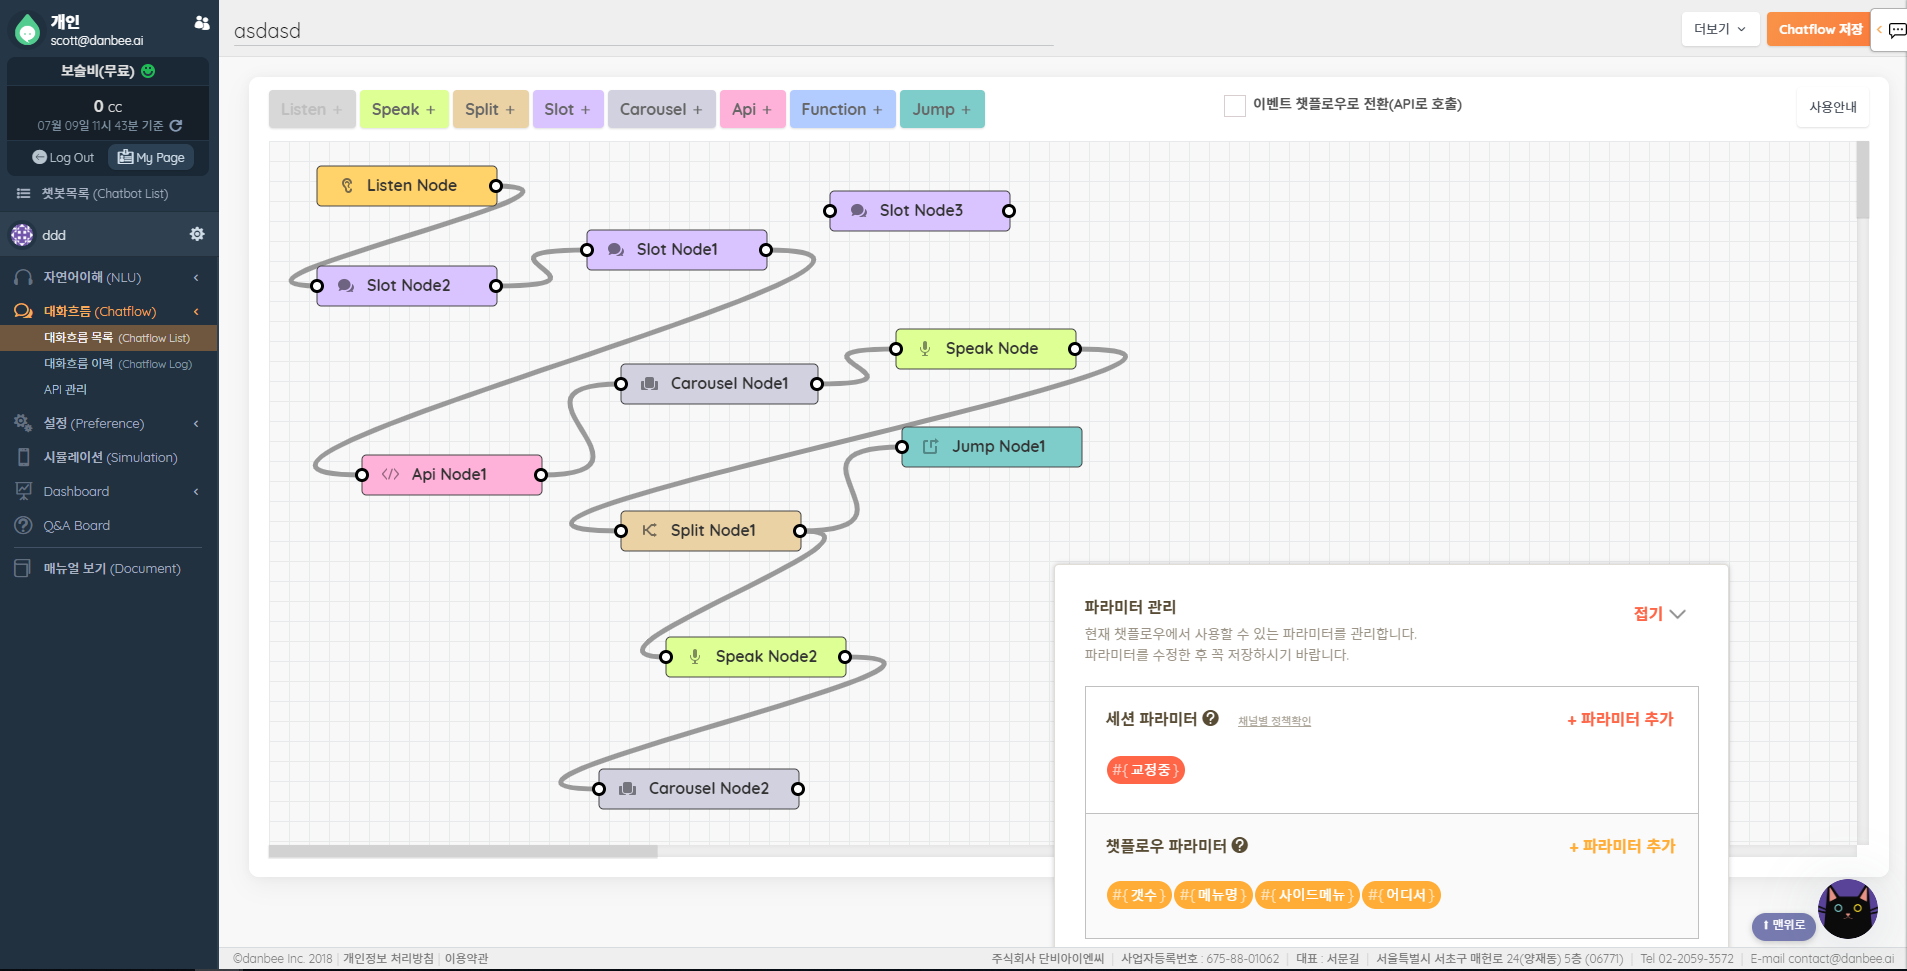 개인
scott@danbee.ai
보슬비(무료)
0 CC
07월 09일 11시 43분 기준
Log Out
My Page
챗봇목록 (Chatbot List)
ddd
자연어이해 (NLU)
대화흐름 (Chatflow)
대화흐름 목록 (Chatflow List)
대화흐름 이력 (Chatflow Log)
API 관리
설정 (Preference)
시뮬레이션 (Simulation)
Dashboard
Q&A Board
매뉴얼 보기 (Document)
asdasd
더보기
Chatflow 저장
Listen +
Speak +
Split +
Slot +
Carousel +
Api +
Function +
Jump +
이벤트 챗플로우로 전환(API로 호출)
사용안내
Listen Node
Slot Node3
Slot Node1
Slot Node2
Speak Node
Carousel Node1
Jump Node1
</> Api Node1
Split Node1
Speak Node2
Carousel Node2
파라미터 관리
접기
현재 챗플로우에서 사용할 수 있는 파라미터를 관리합니다.
파라미터를 수정한 후 꼭 저장하시기 바랍니다.
세션 파라미터 ?
채널별 정책확인
+ 파라미터 추가
#{교정중}
챗플로우 파라미터 ?
+ 파라미터 추가
#{갯수} #{메뉴명} #{사이드메뉴} #{어디서}
맨위로
©danbee Inc. 2018 | 개인정보 처리방침 | 이용약관
주식회사 단비아이엔씨 | 사업자등록번호 : 675-88-01062 | 대표 : 서문길 | 서울특별시 서초구 매헌로 24(양재동) 5층 (06771) | Tel 02-2059-3572 | E-mail contact@danbee.ai